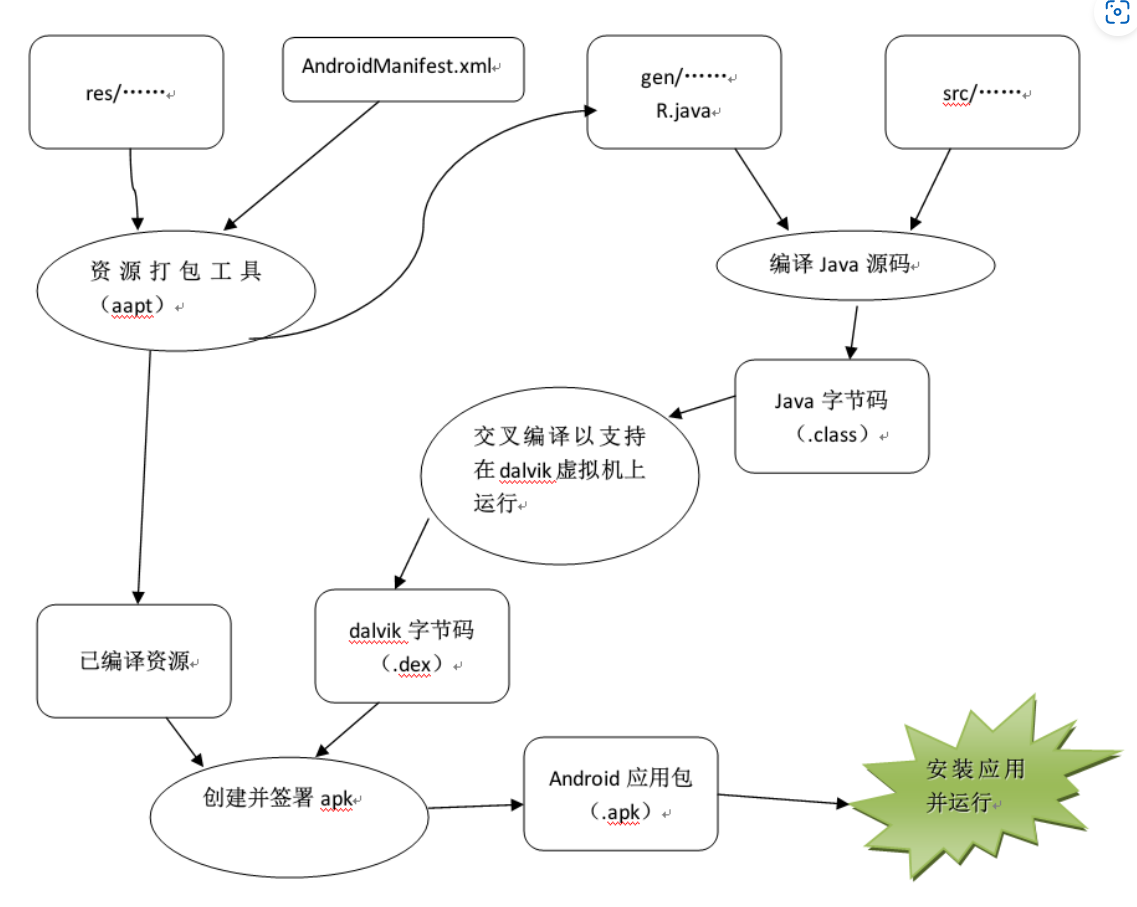 res/⋯⋯
AndroidManifest.xml
gen/⋯⋯
R.java
src/⋯⋯
资源打包工具
（aapt）
编译 Java 源码
Java 字节码
（.class）
交叉编译以支持
在 dalvik 虚拟机上
运行
已编译资源
dalvik 字节码
（.dex）
创建并签署 apk
Android 应用包
（.apk）
安装应用
并运行